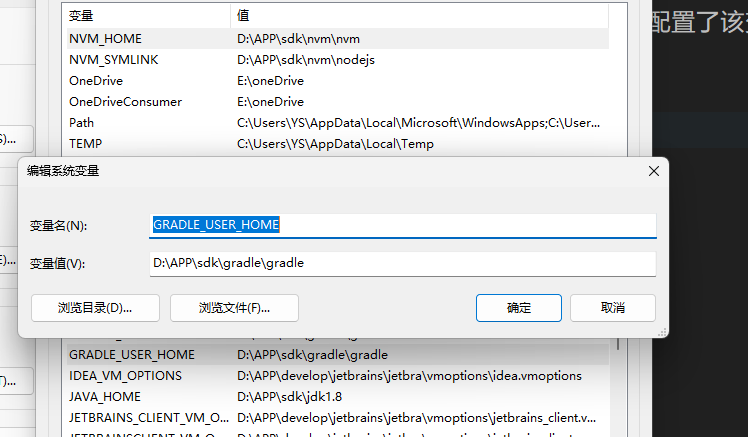 变量 值
NVM_HOME D:\APP\sdk\nvm\nvm
NVM_SYMLINK D:\APP\sdk\nvm\nodejs
OneDrive E:\oneDrive
OneDriveConsumer E:\oneDrive
Path C:\Users\YS\AppData\Local\Microsoft\WindowsApps;C:\User...
TEMP C:\Users\YS\AppData\Local\Temp
配置了该
编辑系统变量
变量名(N): GRADLE_USER_HOME
变量值(V): D:\APP\sdk\gradle\gradle
浏览目录(D)... 浏览文件(F)... 确定 取消
GRADLE_USER_HOME D:\APP\sdk\gradle\gradle
IDEA_VM_OPTIONS D:\APP\develop\jetbrains\jetbra\vmoptions\idea.vmoptions
JAVA_HOME D:\APP\sdk\jdk1.8
JETBRAINS_CLIENT_VM_O... D:\APP\develop\jetbrains\jetbra\vmoptions\jetbrains_client.v...